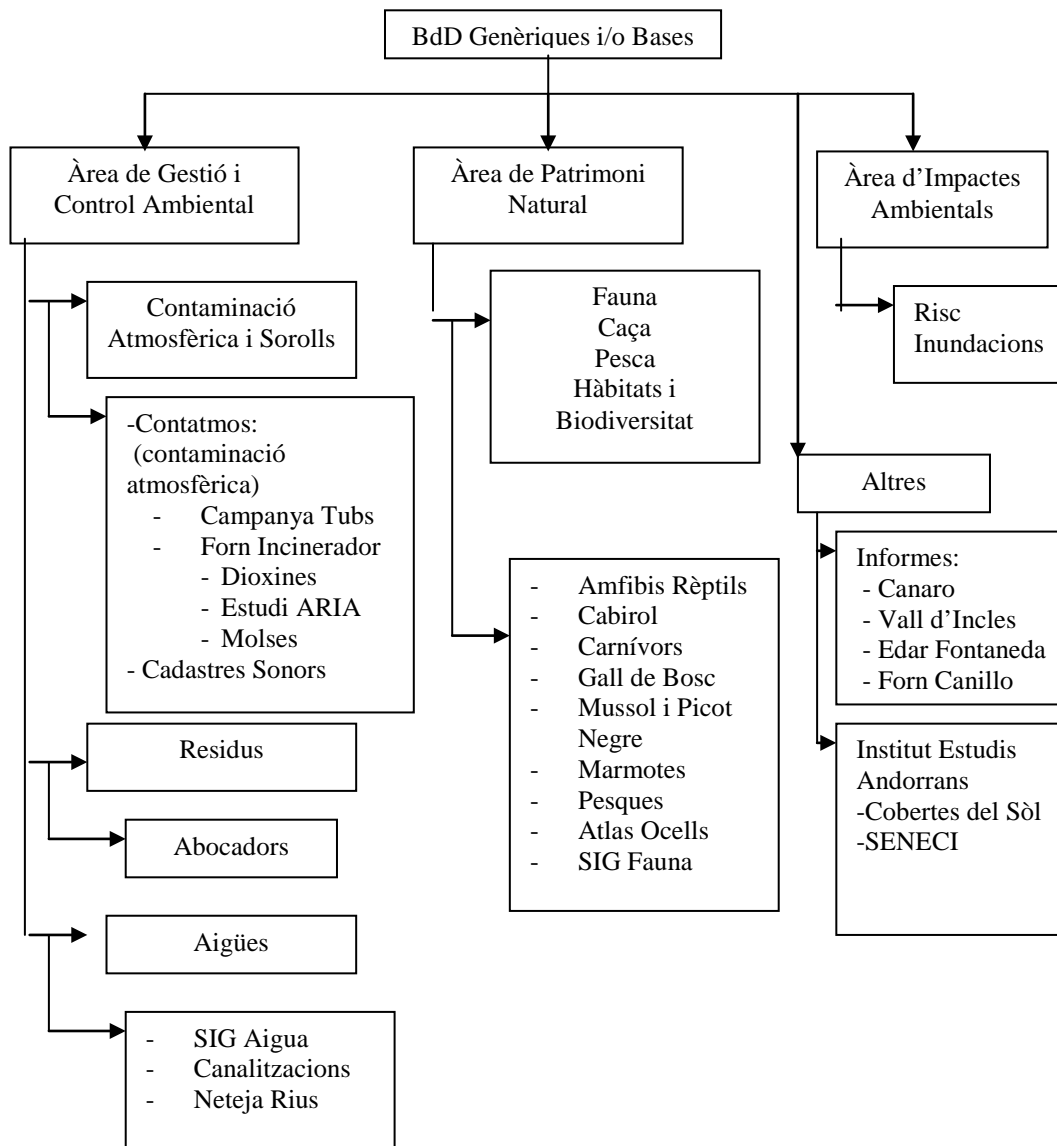 BdD Genèriques i/o Bases
Àrea de Gestió i
Control Ambiental
Contaminació
Atmosfèrica i Sorolls
-Contatmos:
(contaminació
atmosfèrica)
- Campanya Tubs
- Forn Incinerador
- Dioxines
- Estudi ARIA
- Molses
- Cadastres Sonors
Residus
Abocadors
Aigües
- SIG Aigua
- Canalitzacions
- Neteja Rius
Àrea de Patrimoni
Natural
Fauna
Caça
Pesca
Hàbitats i
Biodiversitat
- Amfibis Rèptils
- Cabirol
- Carnívors
- Gall de Bosc
- Mussol i Picot
Negre
- Marmotes
- Pesques
- Atlas Ocells
- SIG Fauna
Àrea d’Impactes
Ambientals
Risc
Inundacions
Altres
Informes:
- Canaro
- Vall d’Incles
- Edar Fontaneda
- Forn Canillo
Institut Estudis
Andorrans
-Cobertes del Sòl
-SENECI